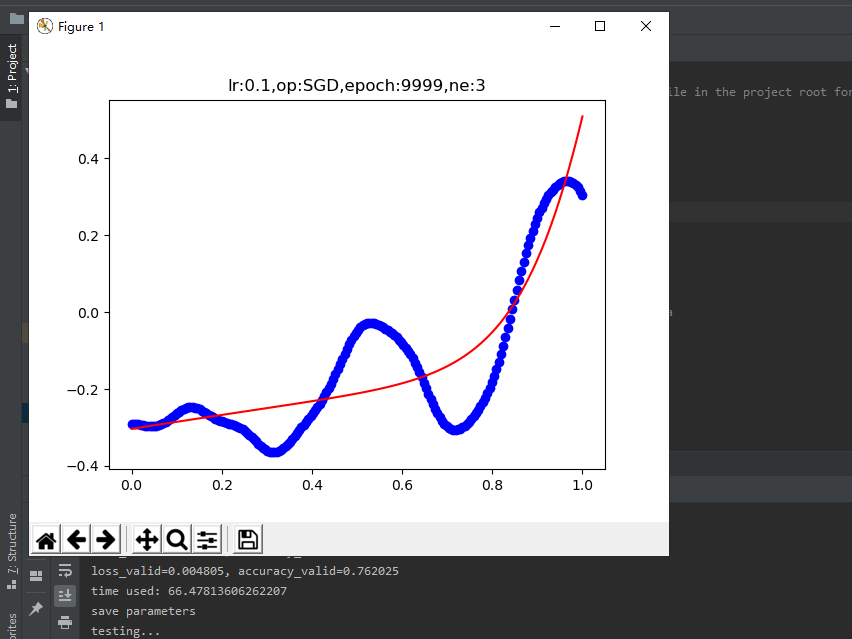 Figure 1
1: Project
lr:0.1,op:SGD,epoch:9999,ne:3
in the project root for
0.4
0.2
0.0
−0.2
−0.4
0.0 0.2 0.4 0.6 0.8 1.0
7: Structure
loss_valid=0.004805, accuracy_valid=0.762025
time used: 66.47813606262207
save parameters
testing...